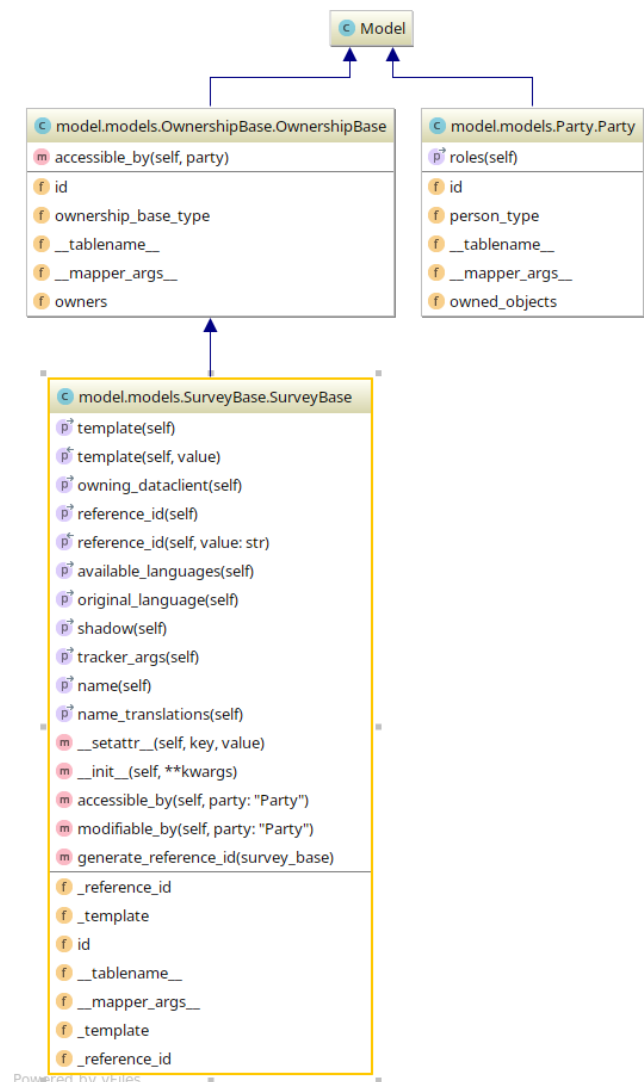 Model
model.models.OwnershipBase.OwnershipBase
accessible_by(self, party)
id
ownership_base_type
__tablename__
__mapper_args__
owners
model.models.Party.Party
roles(self)
id
person_type
__tablename__
__mapper_args__
owned_objects
model.models.SurveyBase.SurveyBase
template(self)
template(self, value)
owning_dataclient(self)
reference_id(self)
reference_id(self, value: str)
available_languages(self)
original_language(self)
shadow(self)
tracker_args(self)
name(self)
name_translations(self)
__setattr__(self, key, value)
__init__(self, **kwargs)
accessible_by(self, party: "Party")
modifiable_by(self, party: "Party")
generate_reference_id(survey_base)
_reference_id
_template
id
__tablename__
__mapper_args__
_template
_reference_id
Powered by yFiles